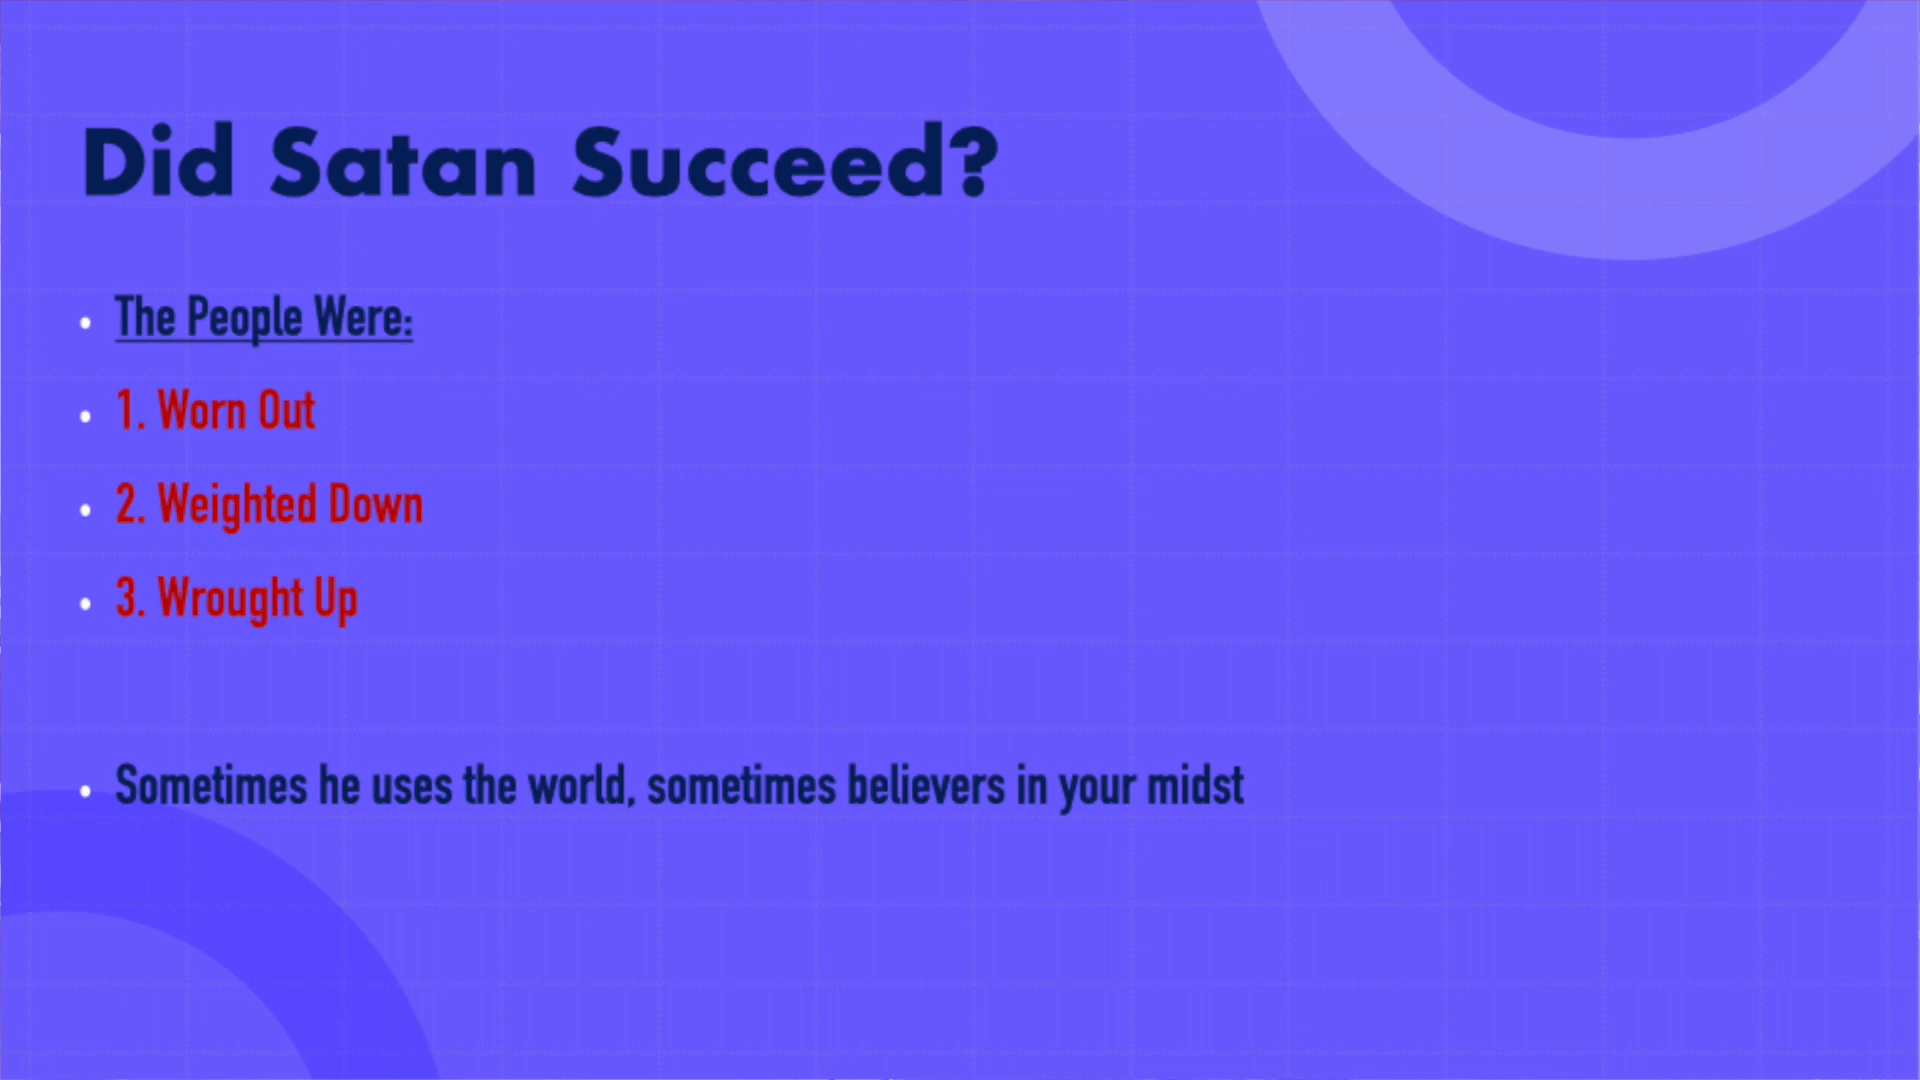 Did Satan Succeed?
• The People Were:
• 1. Worn Out
• 2. Weighted Down
• 3. Wrought Up
• Sometimes he uses the world, sometimes believers in your midst